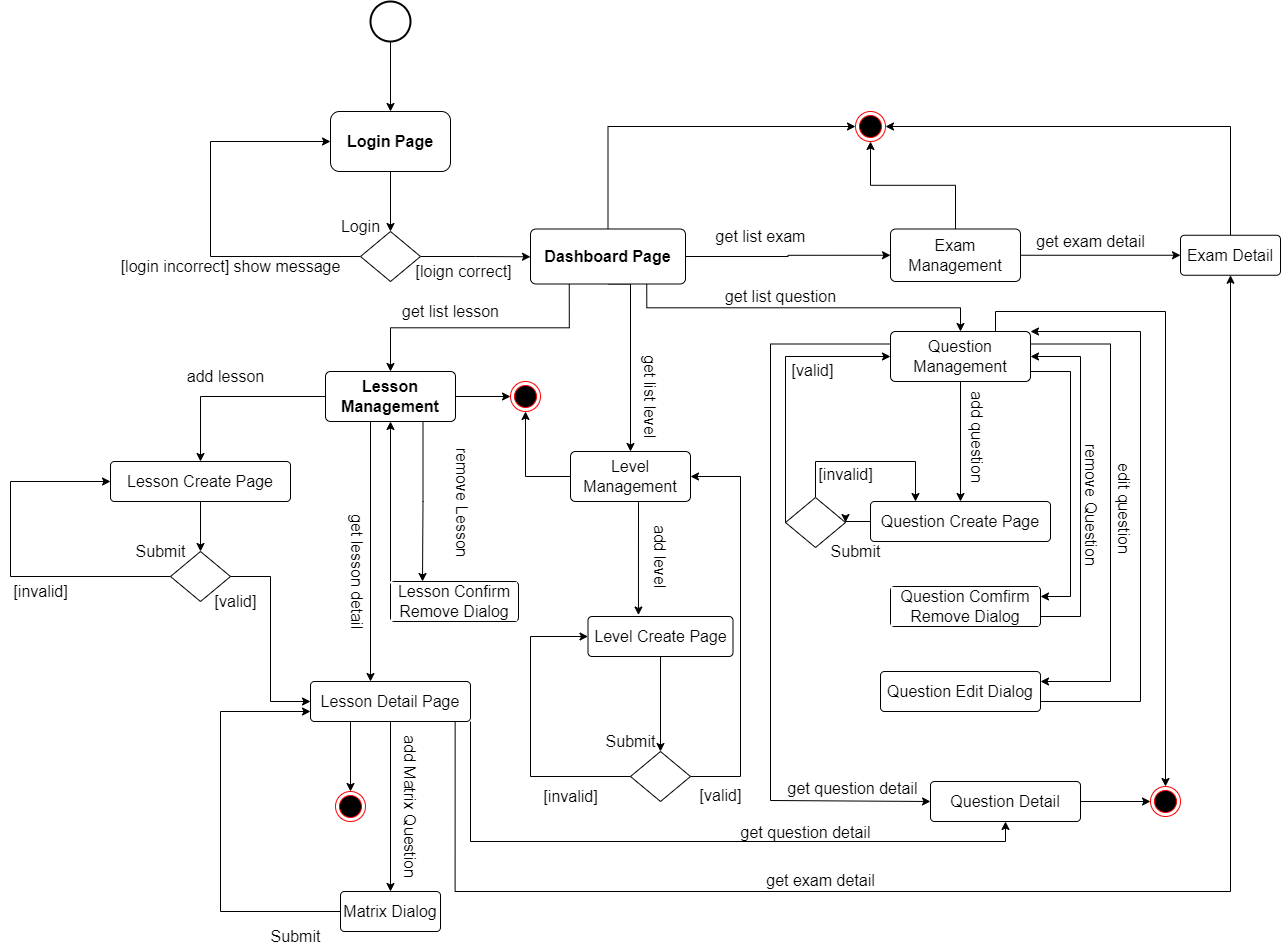 Login Page
Login
[login incorrect] show message
[loign correct]
Dashboard Page
get list exam
Exam
Management
get exam detail
Exam Detail
get list lesson
get list question
get list level
Question
Management
[valid]
add lesson
Lesson
Management
add question
remove Question
edit question
Lesson Create Page
remove Lesson
Level
Management
[invalid]
Question Create Page
Submit
get lesson detail
add level
Submit
[invalid]
[valid]
Lesson Confirm
Remove Dialog
Question Comfirm
Remove Dialog
Level Create Page
Lesson Detail Page
Question Edit Dialog
Submit
add Matrix Question
[invalid]
[valid]
get question detail
Question Detail
get question detail
get exam detail
Matrix Dialog
Submit